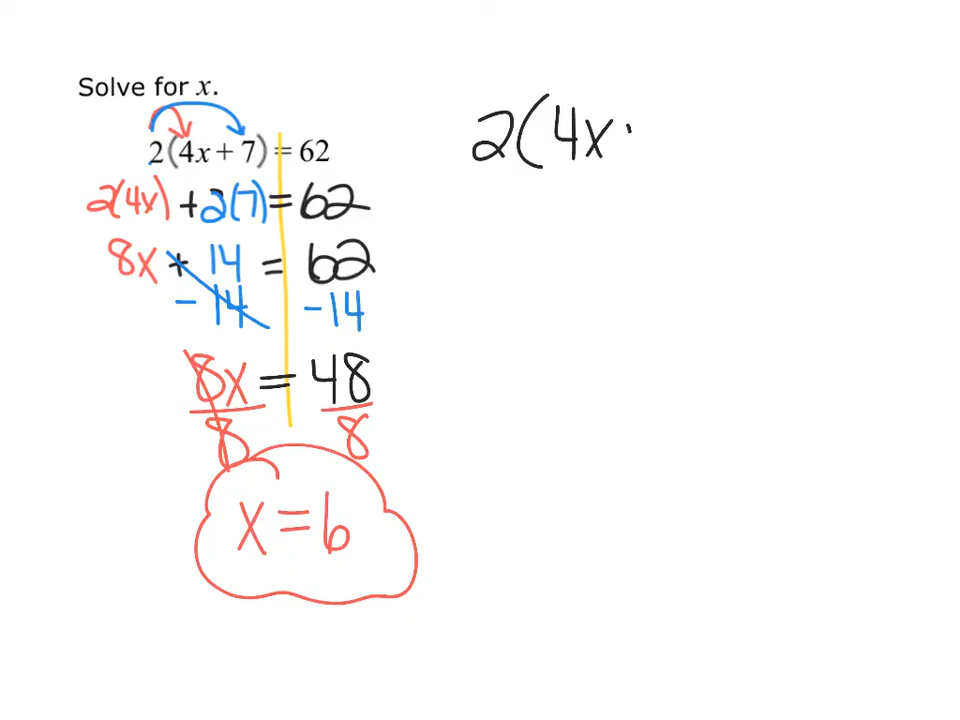 Solve for x.
2(4x + 7) = 62
2(4x) + 2(7) = 62
8x + 14 = 62
- 14 -14
8x = 48
8 8
x = 6
2(4x